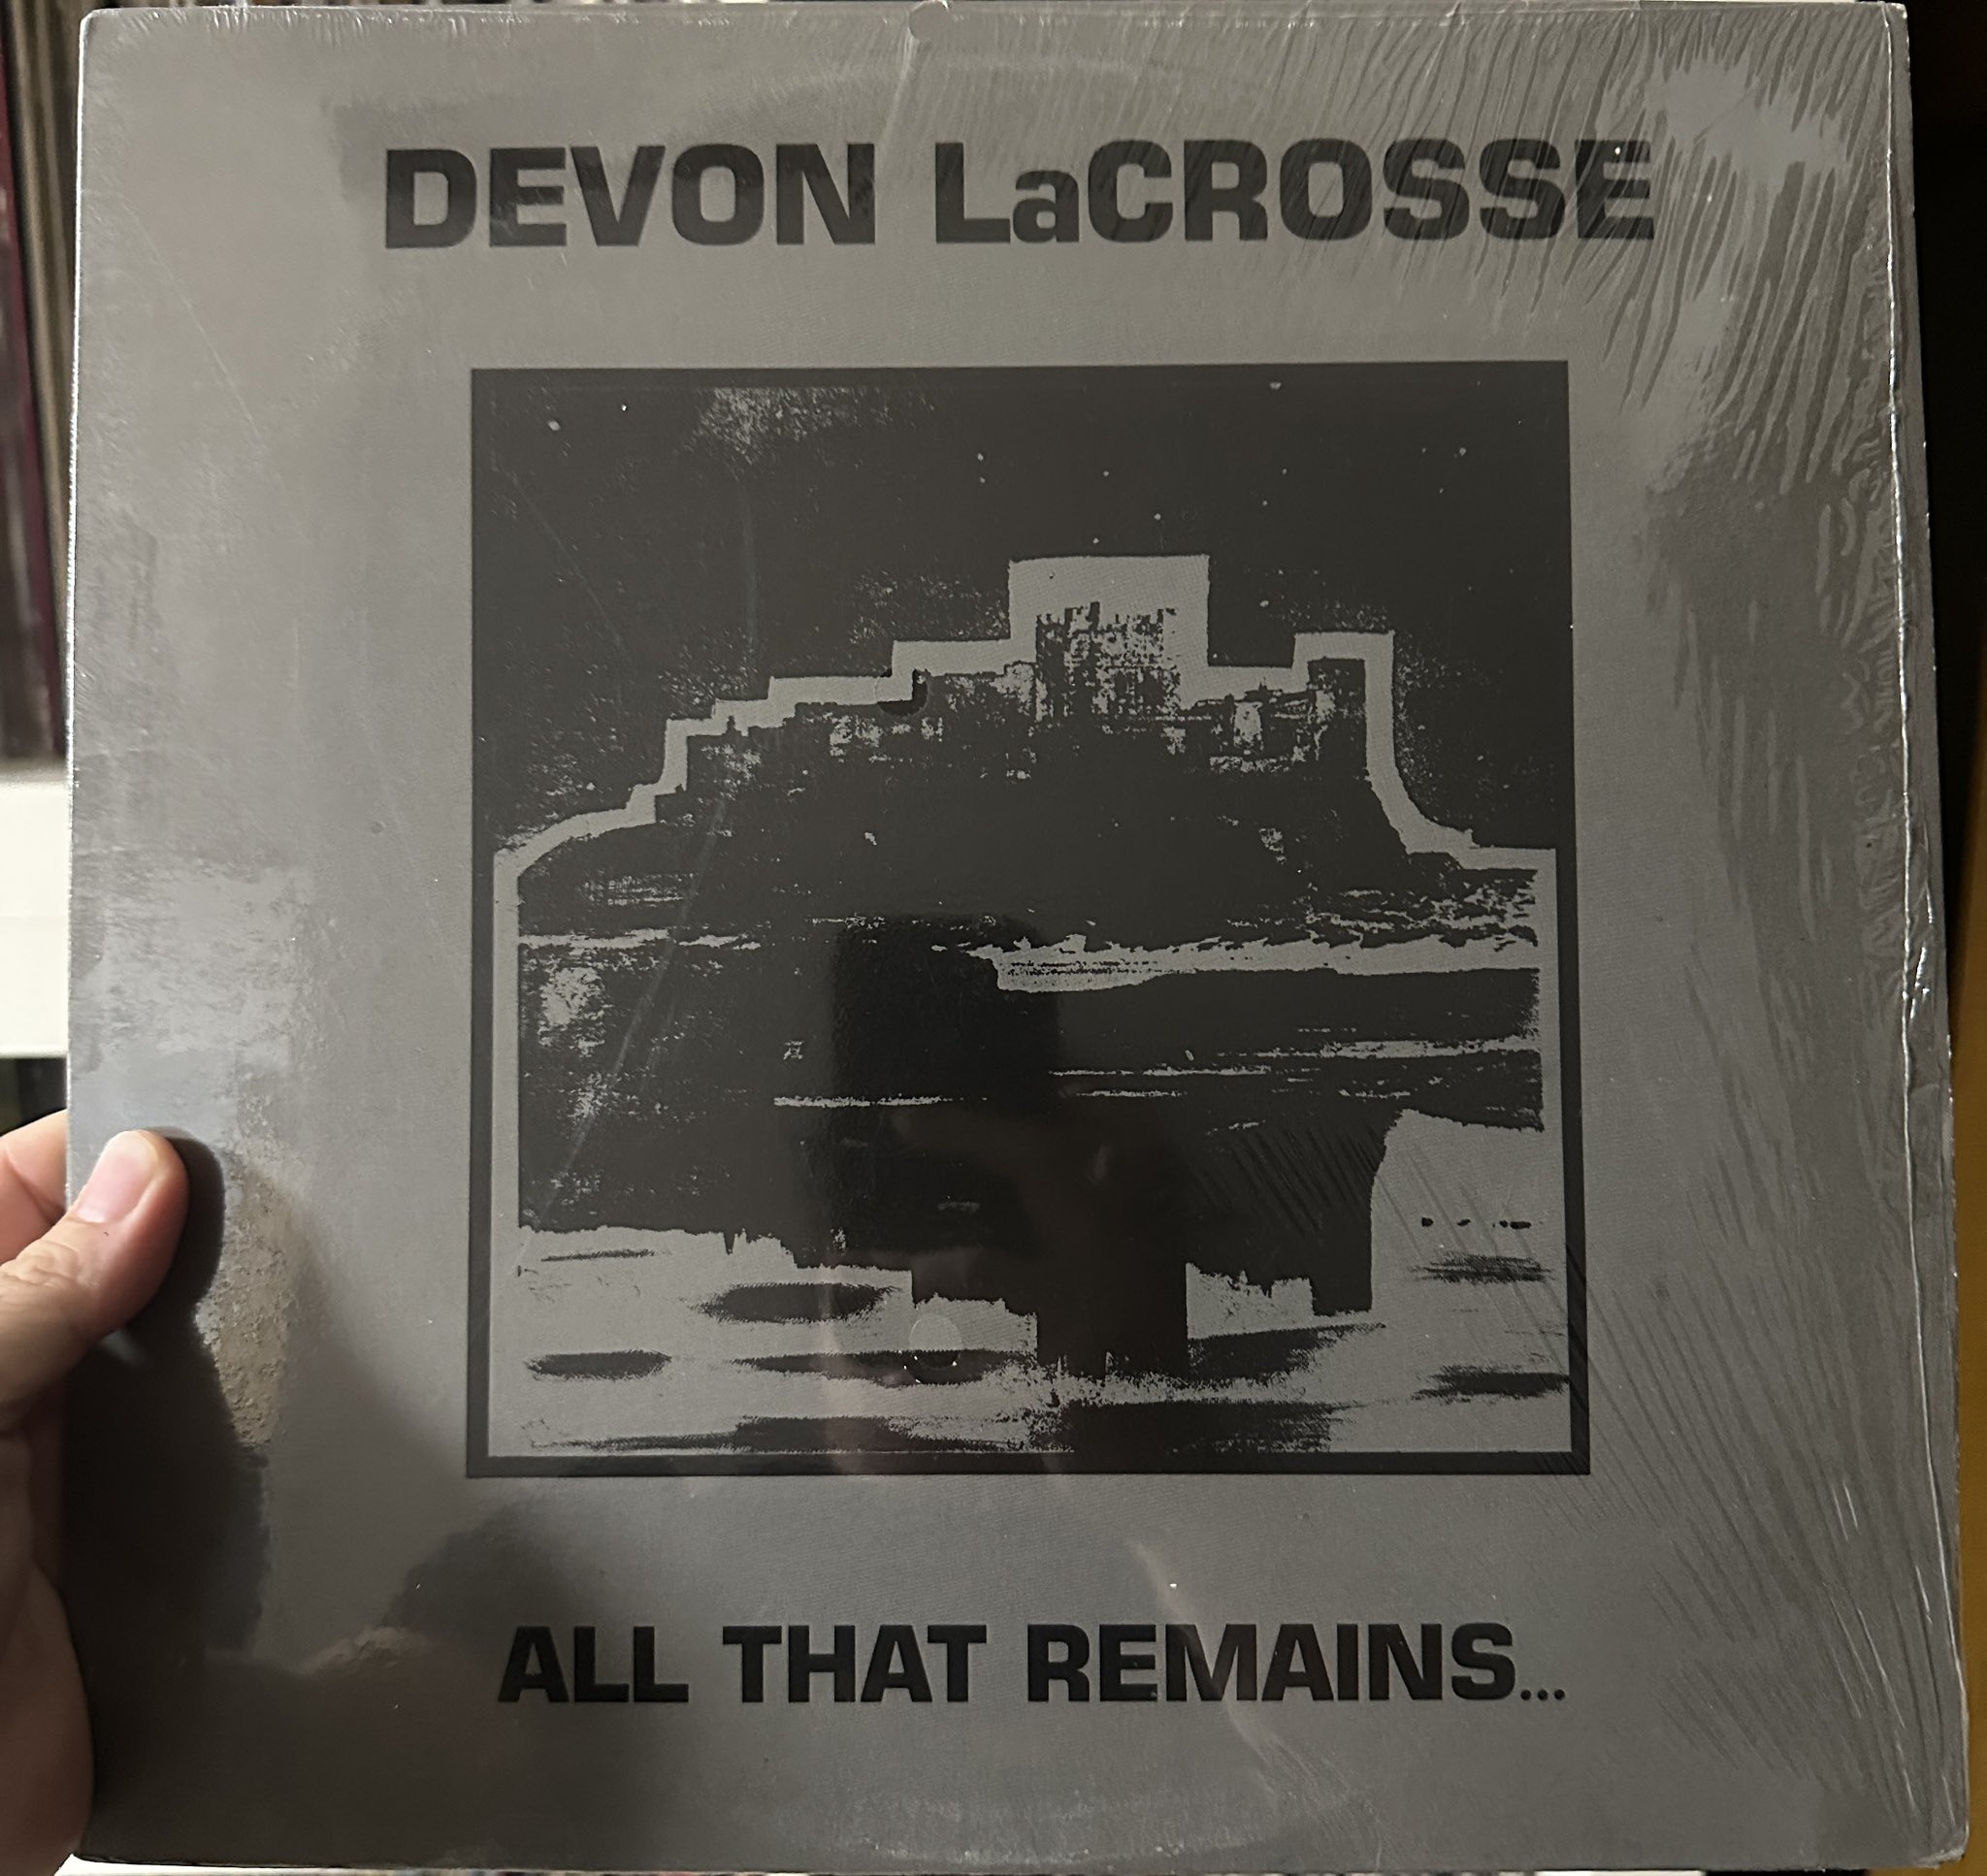 DEVON LaCROSSE
ALL THAT REMAINS...